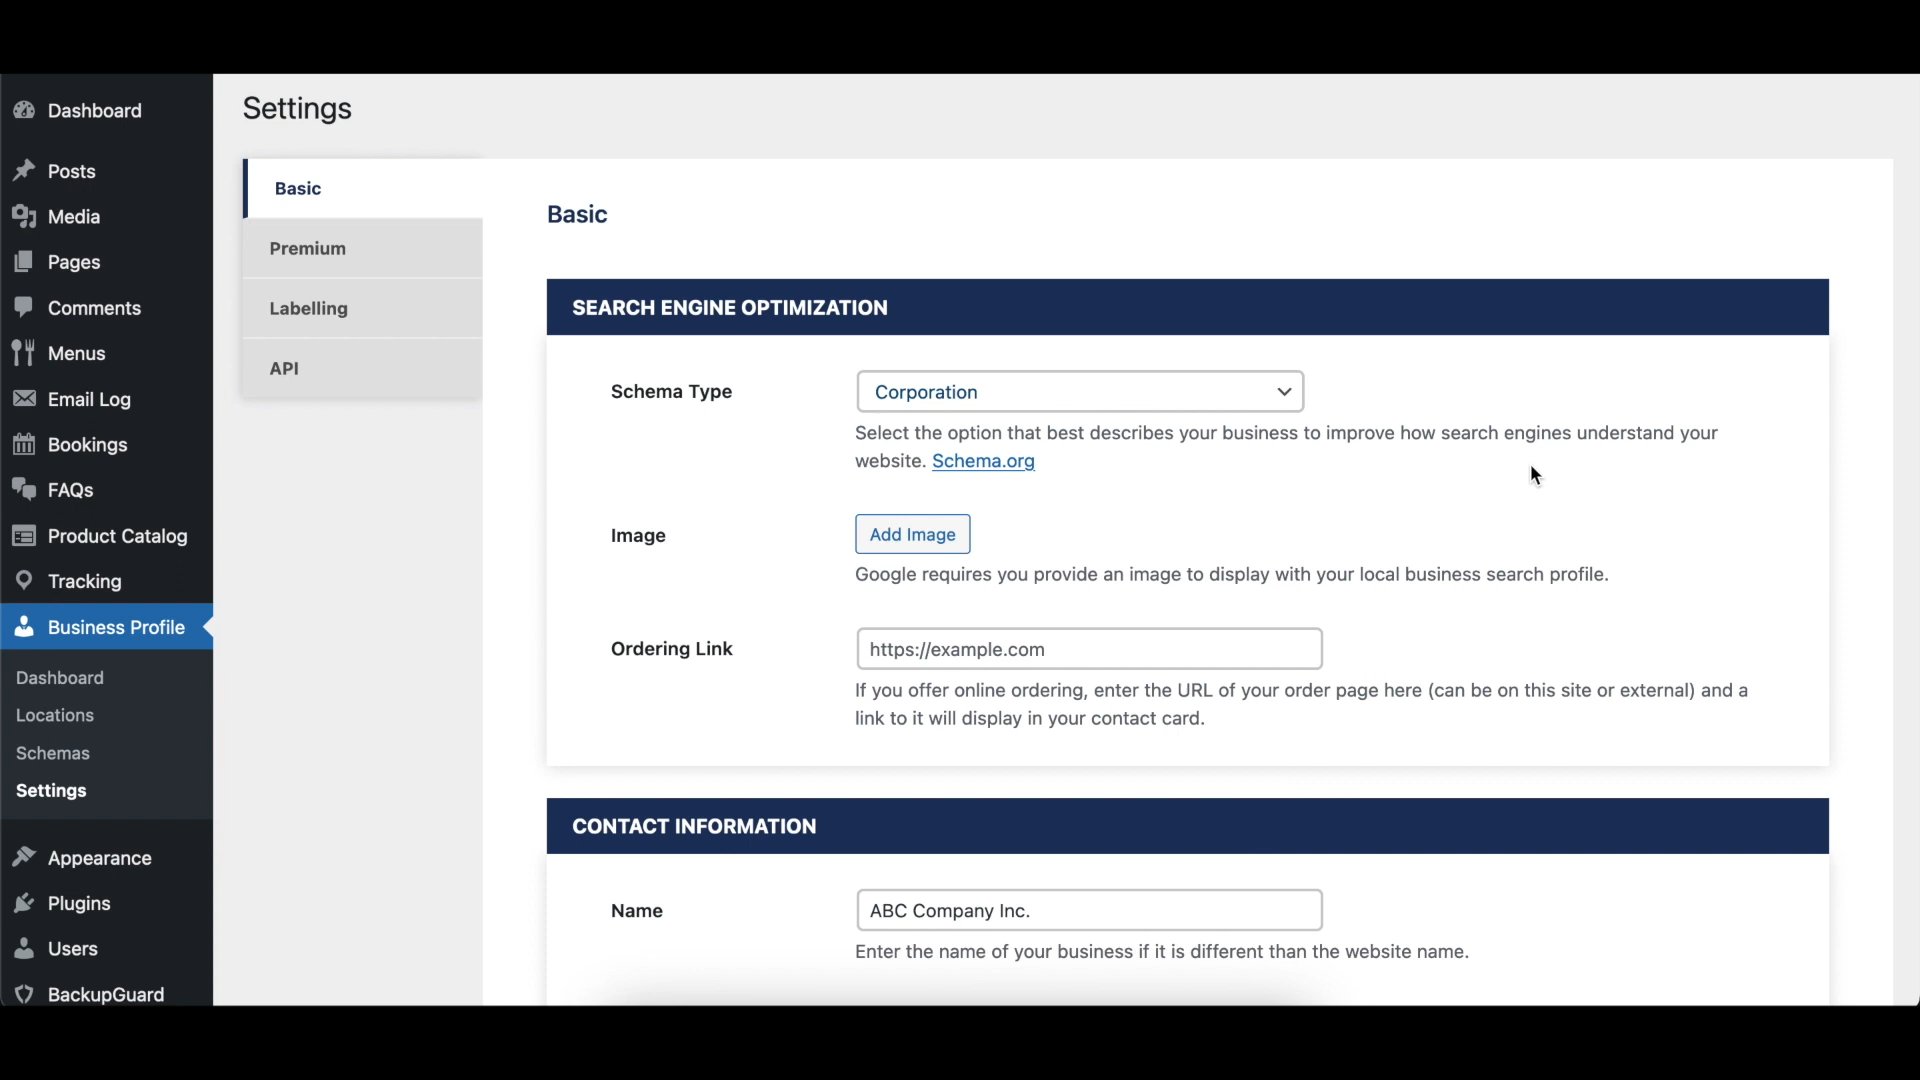 Dashboard
Posts
Media
Pages
Comments
Menus
Email Log
Bookings
FAQs
Product Catalog
Tracking
Business Profile
Dashboard
Locations
Schemas
Settings
Appearance
Plugins
Users
BackupGuard
Settings
Basic
Premium
Labelling
API
Basic
SEARCH ENGINE OPTIMIZATION
Schema Type
Corporation
Select the option that best describes your business to improve how search engines understand your
website. Schema.org
Image
Add Image
Google requires you provide an image to display with your local business search profile.
Ordering Link
https://example.com
If you offer online ordering, enter the URL of your order page here (can be on this site or external) and a
link to it will display in your contact card.
CONTACT INFORMATION
Name
ABC Company Inc.
Enter the name of your business if it is different than the website name.